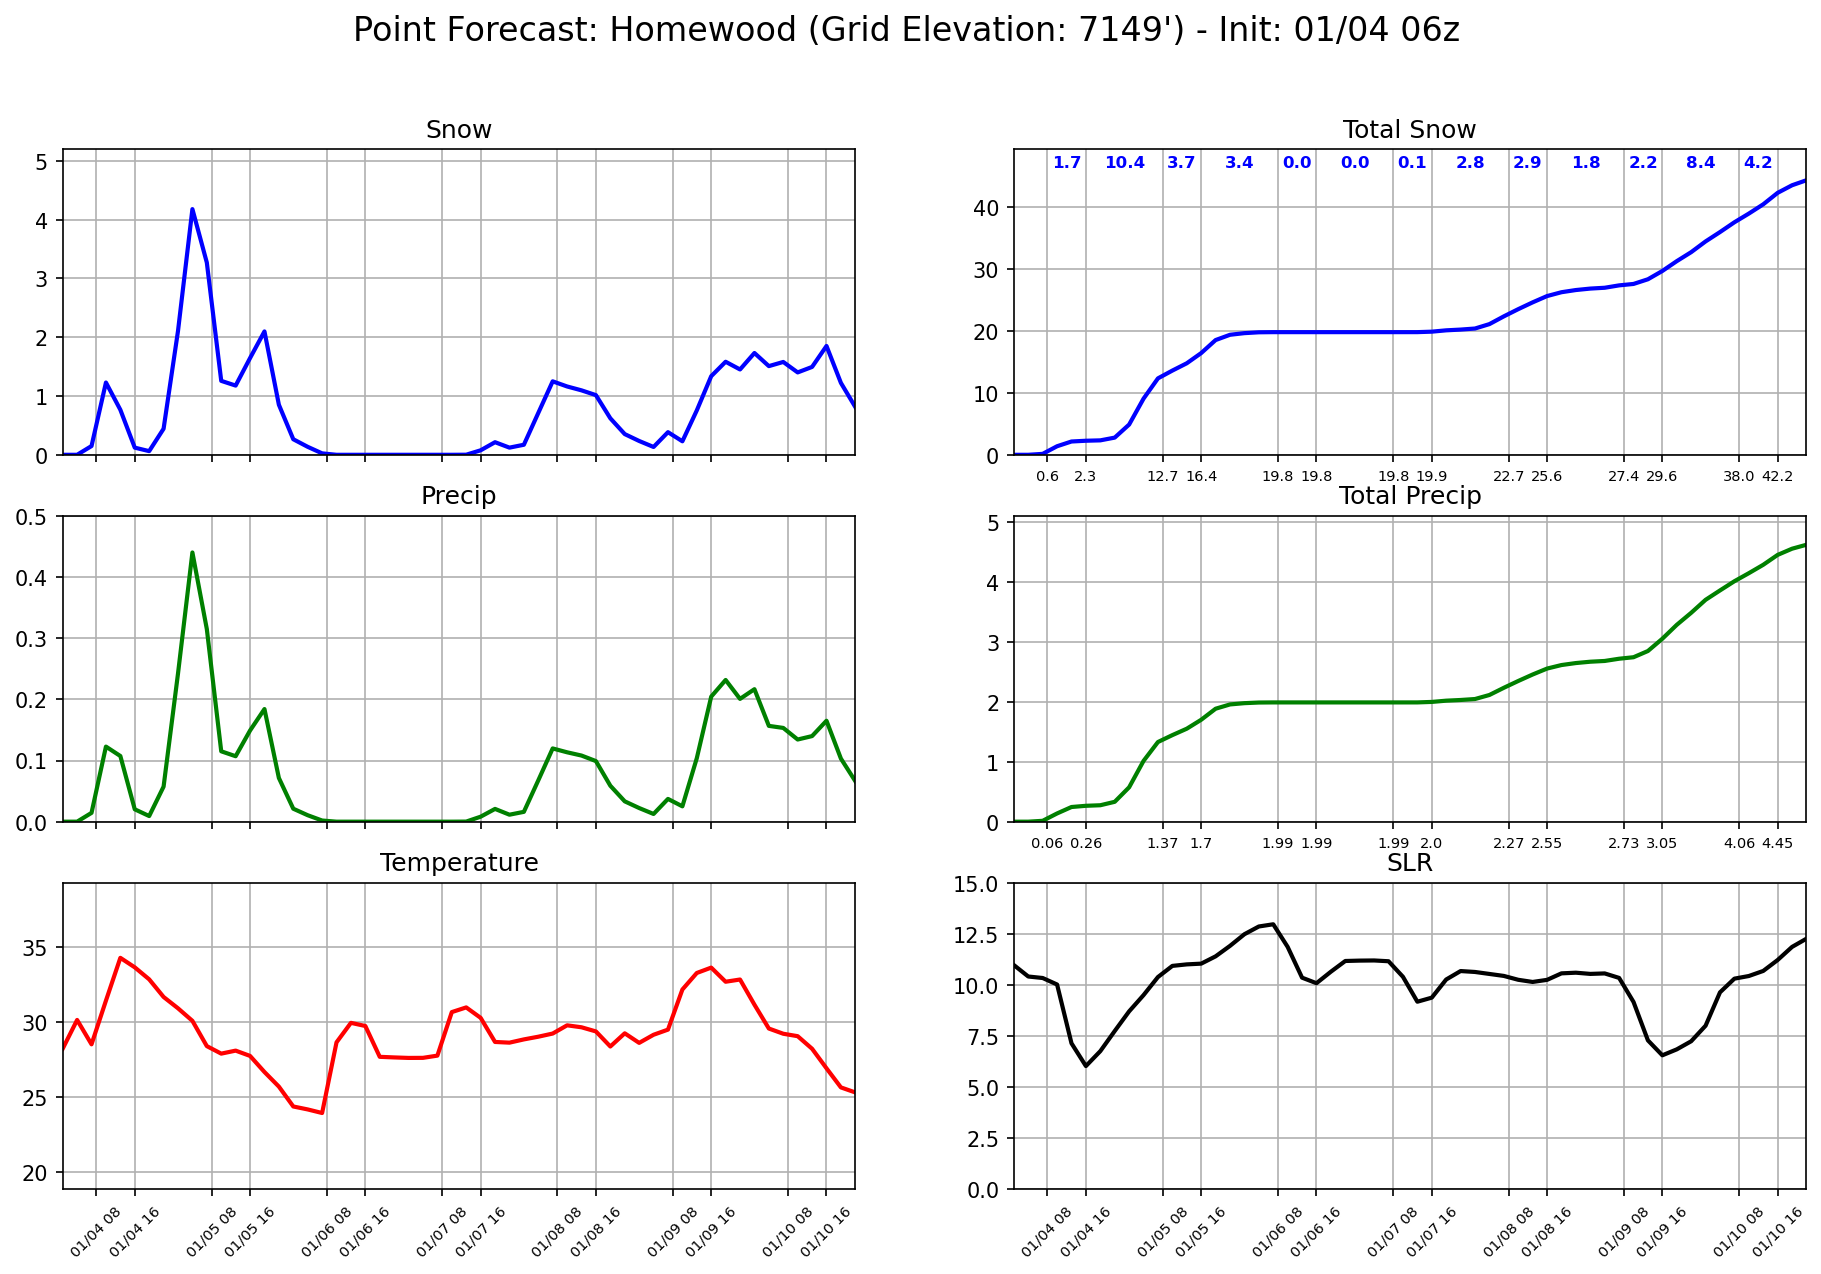 Point Forecast: Homewood (Grid Elevation: 7149') - Init: 01/04 06z
Snow
5
4
3
2
1
0
Total Snow
1.7 10.4 3.7 3.4 0.0 0.0 0.1 2.8 2.9 1.8 2.2 8.4 4.2
40
30
20
10
0
0.6 2.3 12.7 16.4 19.8 19.8 19.8 19.9 22.7 25.6 27.4 29.6 38.0 42.2
Precip
0.5
0.4
0.3
0.2
0.1
0.0
Total Precip
5
4
3
2
1
0
0.06 0.26 1.37 1.7 1.99 1.99 1.99 2.0 2.27 2.55 2.73 3.05 4.06 4.45
Temperature
35
30
25
20
01/04 08 01/04 16 01/05 08 01/05 16 01/06 08 01/06 16 01/07 08 01/07 16 01/08 08 01/08 16 01/09 08 01/09 16 01/10 08 01/10 16
SLR
15.0
12.5
10.0
7.5
5.0
2.5
0.0
01/04 08 01/04 16 01/05 08 01/05 16 01/06 08 01/06 16 01/07 08 01/07 16 01/08 08 01/08 16 01/09 08 01/09 16 01/10 08 01/10 16